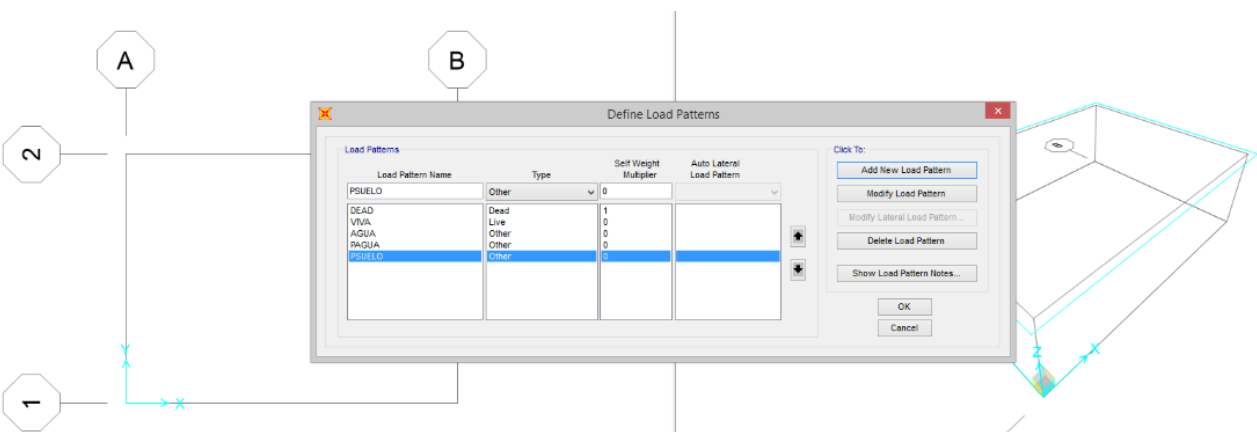 A
B
2
1
Define Load Patterns
Load Patterns
Load Pattern Name Type Self Weight Multiplier Auto Lateral Load Pattern
PSUELO Other 0
DEAD Dead 1
VIVA Live 0
AGUA Other 0
PAGUA Other 0
PSUELO Other 0
Click To:
Add New Load Pattern
Modify Load Pattern
Modify Lateral Load Pattern...
Delete Load Pattern
Show Load Pattern Notes...
OK
Cancel
Y
X
Z
X